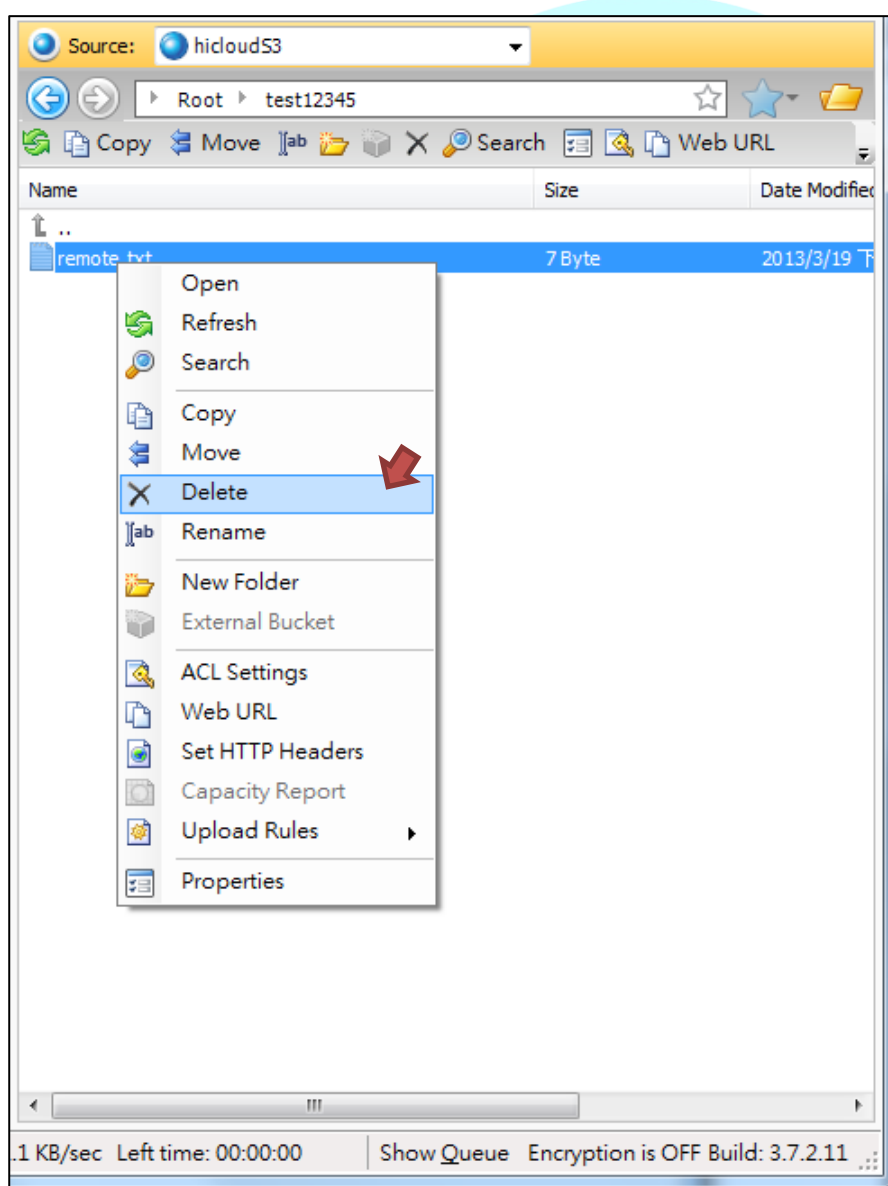 Source: hicloudS3
Root test12345
Copy Move ab Search Web URL
Name Size Date Modified
..
remote.txt 7 Byte 2013/3/19 下
Open
Refresh
Search
Copy
Move
Delete
ab Rename
New Folder
External Bucket
ACL Settings
Web URL
Set HTTP Headers
Capacity Report
Upload Rules
Properties
.1 KB/sec Left time: 00:00:00 Show Queue Encryption is OFF Build: 3.7.2.11